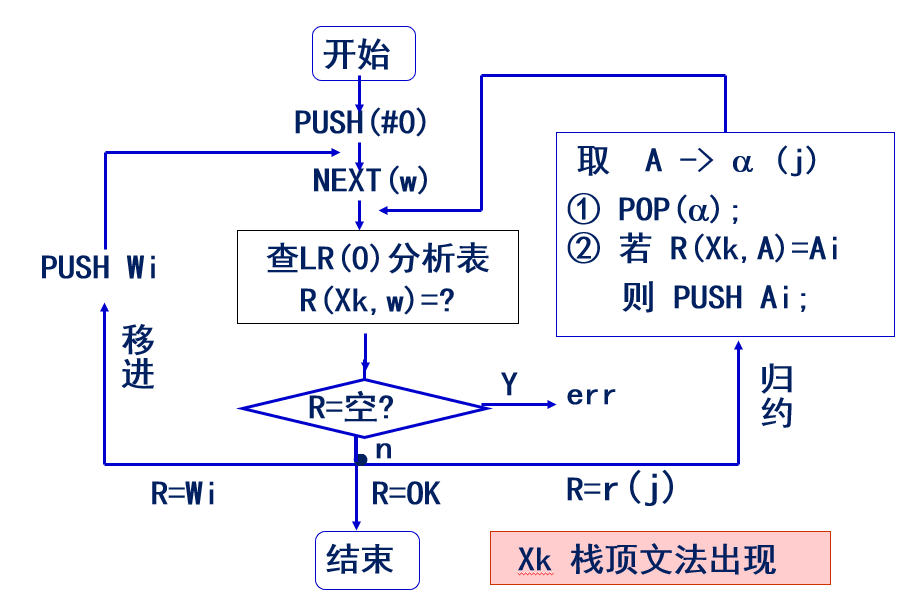 开始
PUSH(#0)
NEXT(w)
查LR(0)分析表
R(Xk,w)=?
取 A -> α (j)
① POP(α);
② 若 R(Xk,A)=Ai
则 PUSH Ai;
PUSH Wi
移进
R=空?
Y
err
归约
n
R=Wi
R=OK
R=r(j)
结束
Xk 栈顶文法出现